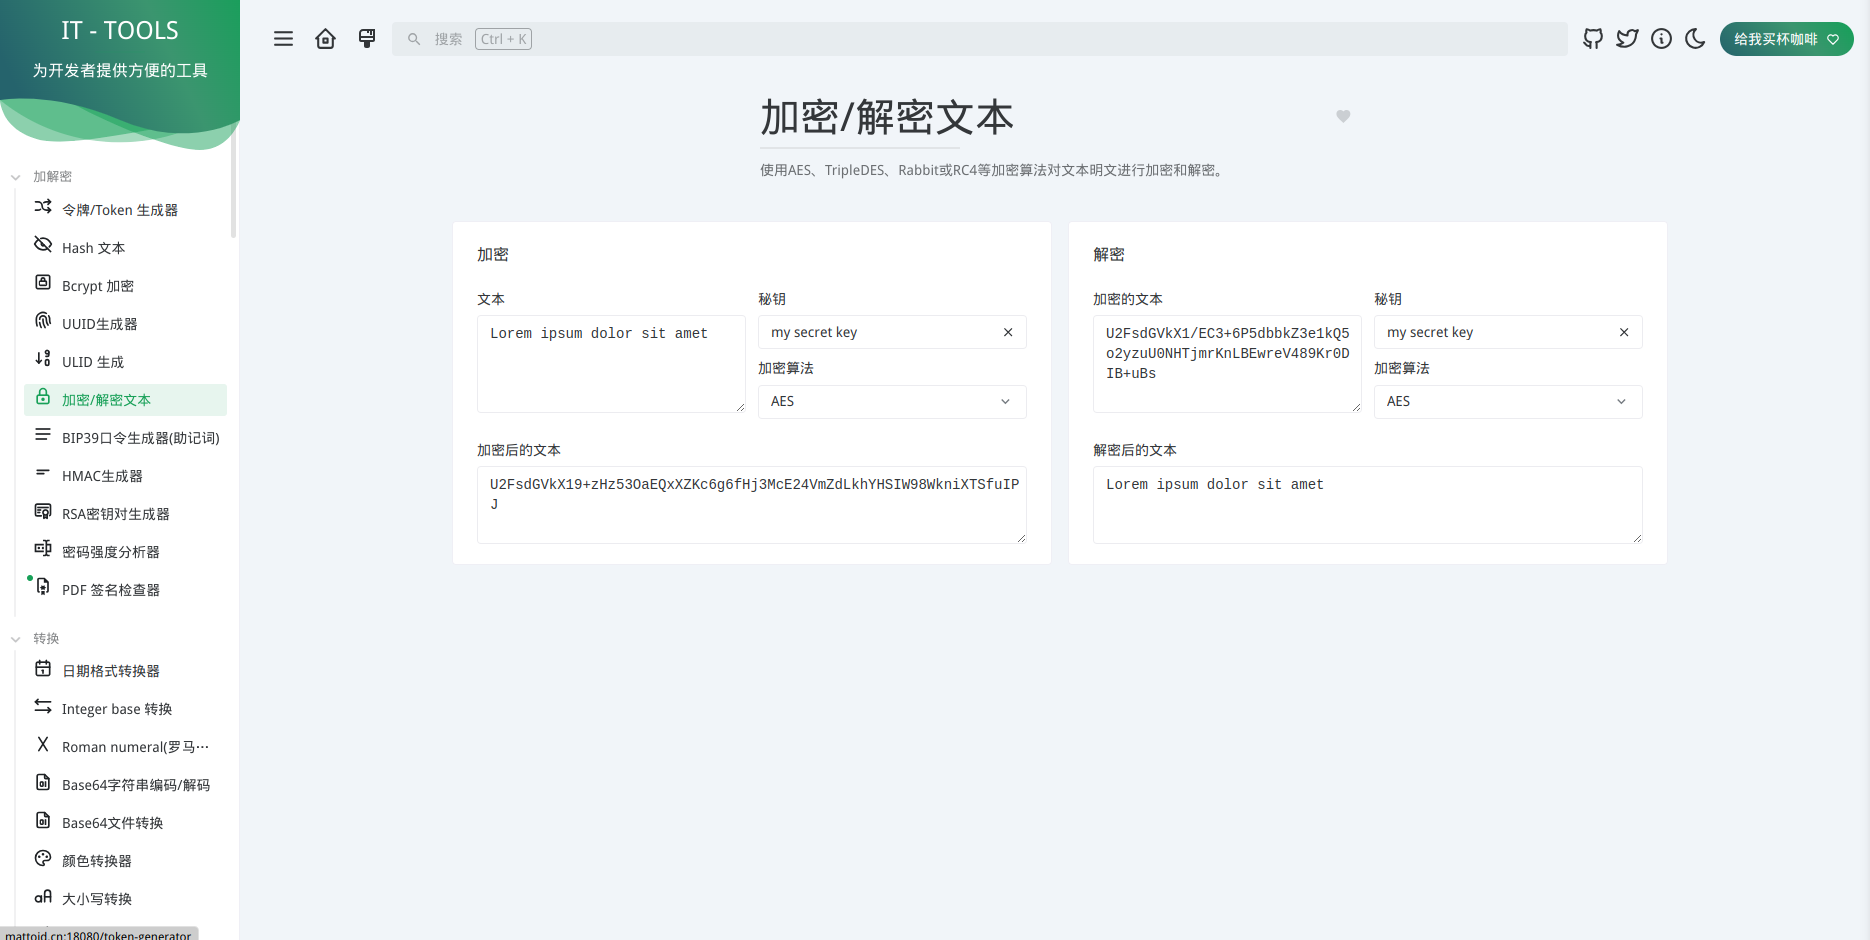 IT - TOOLS
为开发者提供方便的工具
加解密
令牌/Token 生成器
Hash 文本
Bcrypt 加密
UUID生成器
ULID 生成
加密/解密文本
BIP39口令生成器(助记词)
HMAC生成器
RSA密钥对生成器
密码强度分析器
PDF 签名检查器
转换
日期格式转换器
Integer base 转换
Roman numeral(罗马···
Base64字符串编码/解码
Base64文件转换
颜色转换器
大小写转换
mattoid.cn:18080/token-generator
搜索 Ctrl + K
给我买杯咖啡
加密/解密文本
使用AES、TripleDES、Rabbit或RC4等加密算法对文本明文进行加密和解密。
加密
文本
Lorem ipsum dolor sit amet
秘钥
my secret key
加密算法
AES
加密后的文本
U2FsdGVkX19+zHz53OaEQxXZKc6g6fHj3McE24VmZdLkhYHSIW98WkniXTSfuIP
J
解密
加密的文本
U2FsdGVkX1/EC3+6P5dbbkZ3e1kQ5
o2yzuU0NHTjmrKnLBEwreV489Kr0D
IB+uBs
秘钥
my secret key
加密算法
AES
解密后的文本
Lorem ipsum dolor sit amet